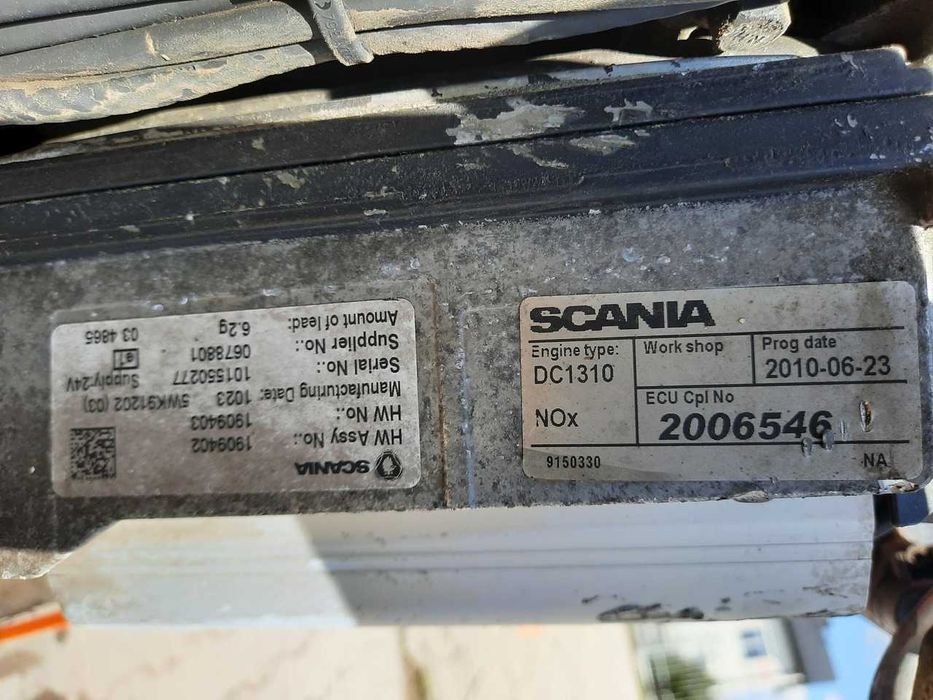 SCANIA
Engine type: Work shop Prog date
DC1310 2010-06-23
NOx ECU Cpl No
2006546
9150330 NA
SCANIA
HW Assy No.: 1909402
HW No.: 1909403
Manufacturing Date: 1023 5WK91202 (03)
Serial No.: 101550277 Supply:24V
Supplier No.: 0678801 e1
Amount of lead: 6.2g 03 4865